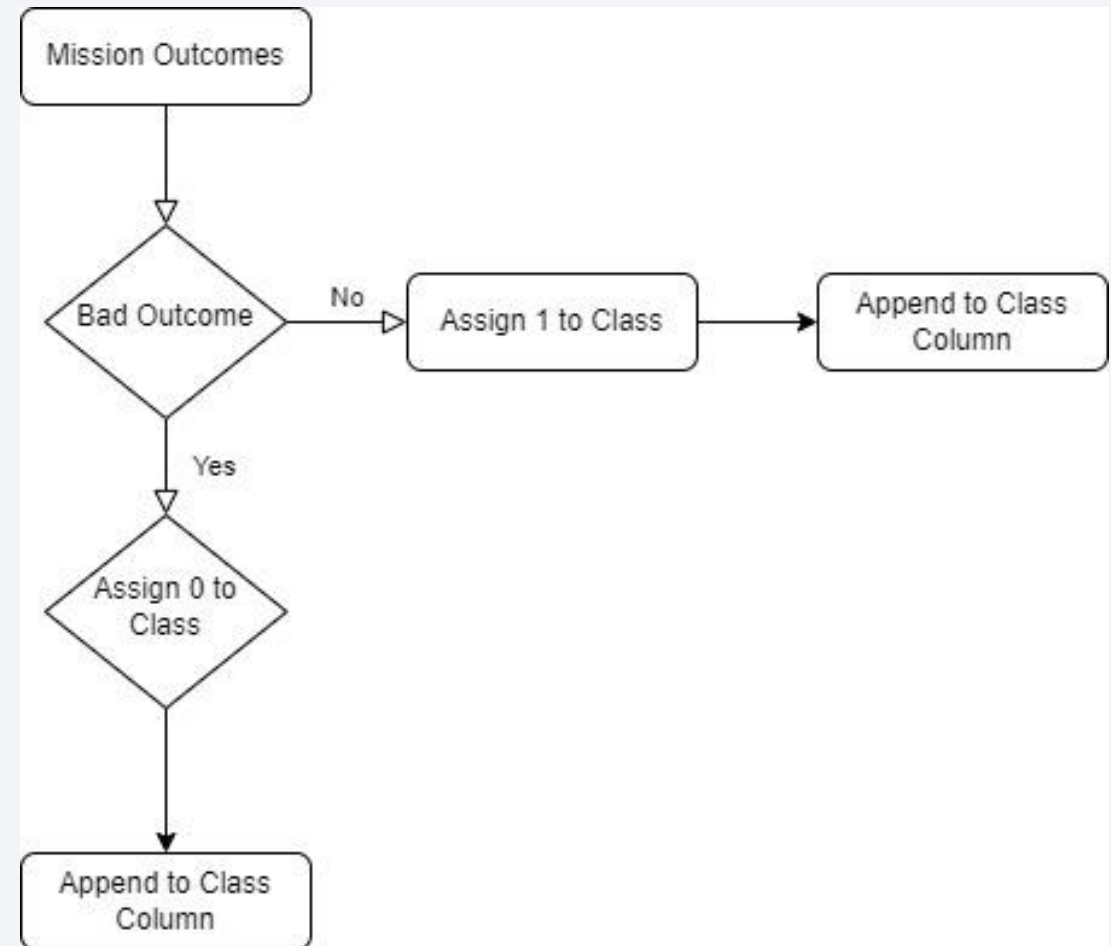 Mission Outcomes
Bad Outcome
No
Assign 1 to Class
Append to Class
Column
Yes
Assign 0 to
Class
Append to Class
Column